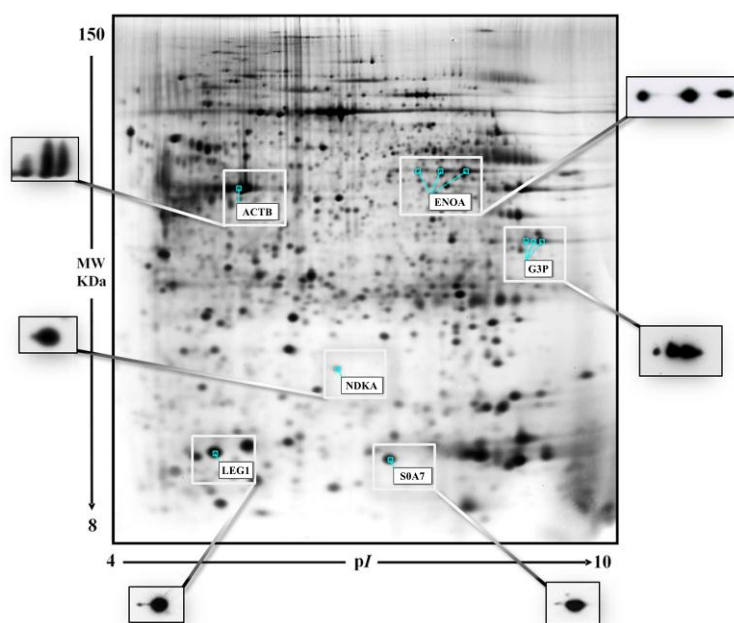 150
ACTB
ENOA
G3P
MW
KDa
NDKA
LEG1
S0A7
8
4
pI
10